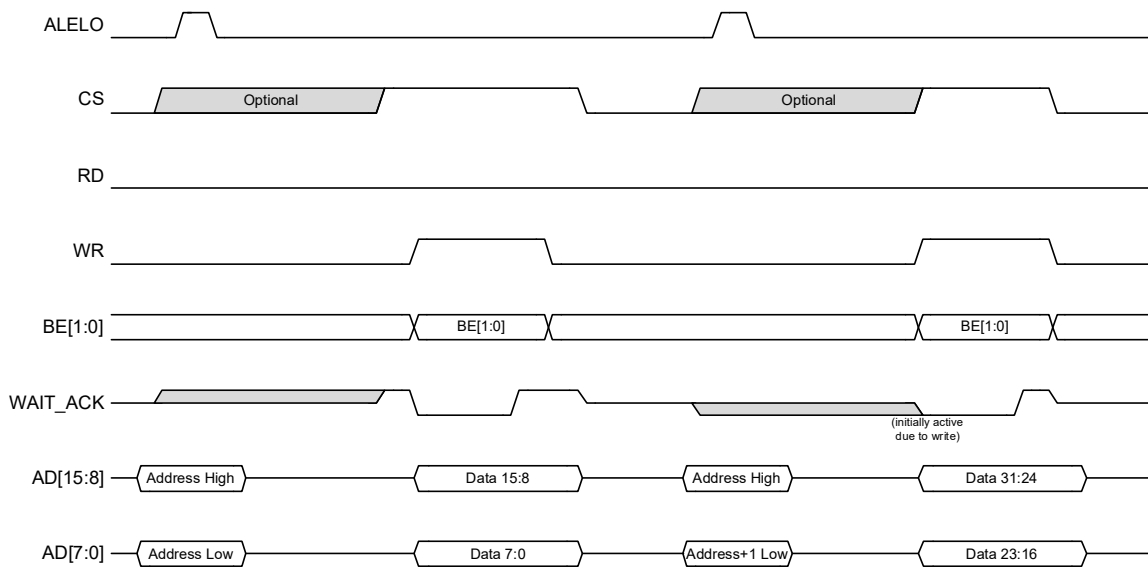 ALELO
CS Optional Optional
RD
WR
BE[1:0] BE[1:0] BE[1:0]
WAIT_ACK
(initially active
due to write)
AD[15:8] Address High Data 15:8 Address High Data 31:24
AD[7:0] Address Low Data 7:0 Address+1 Low Data 23:16